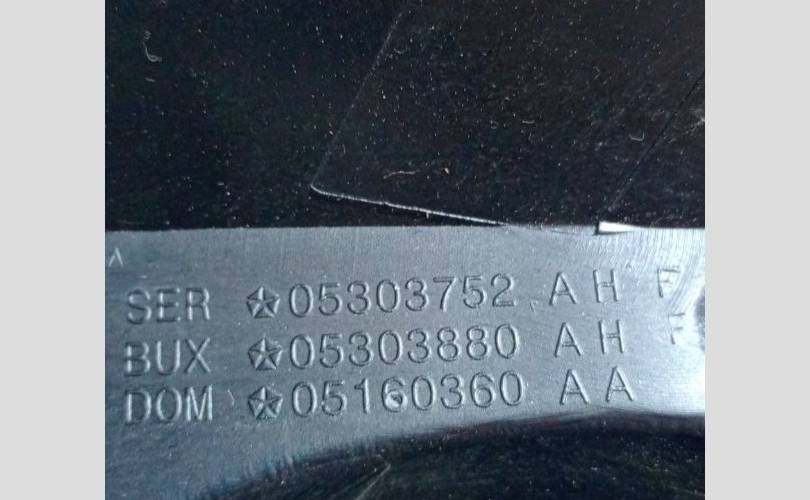 SER 05303752 AH F
BUX 05303880 AH F
DOM 05160360 AA